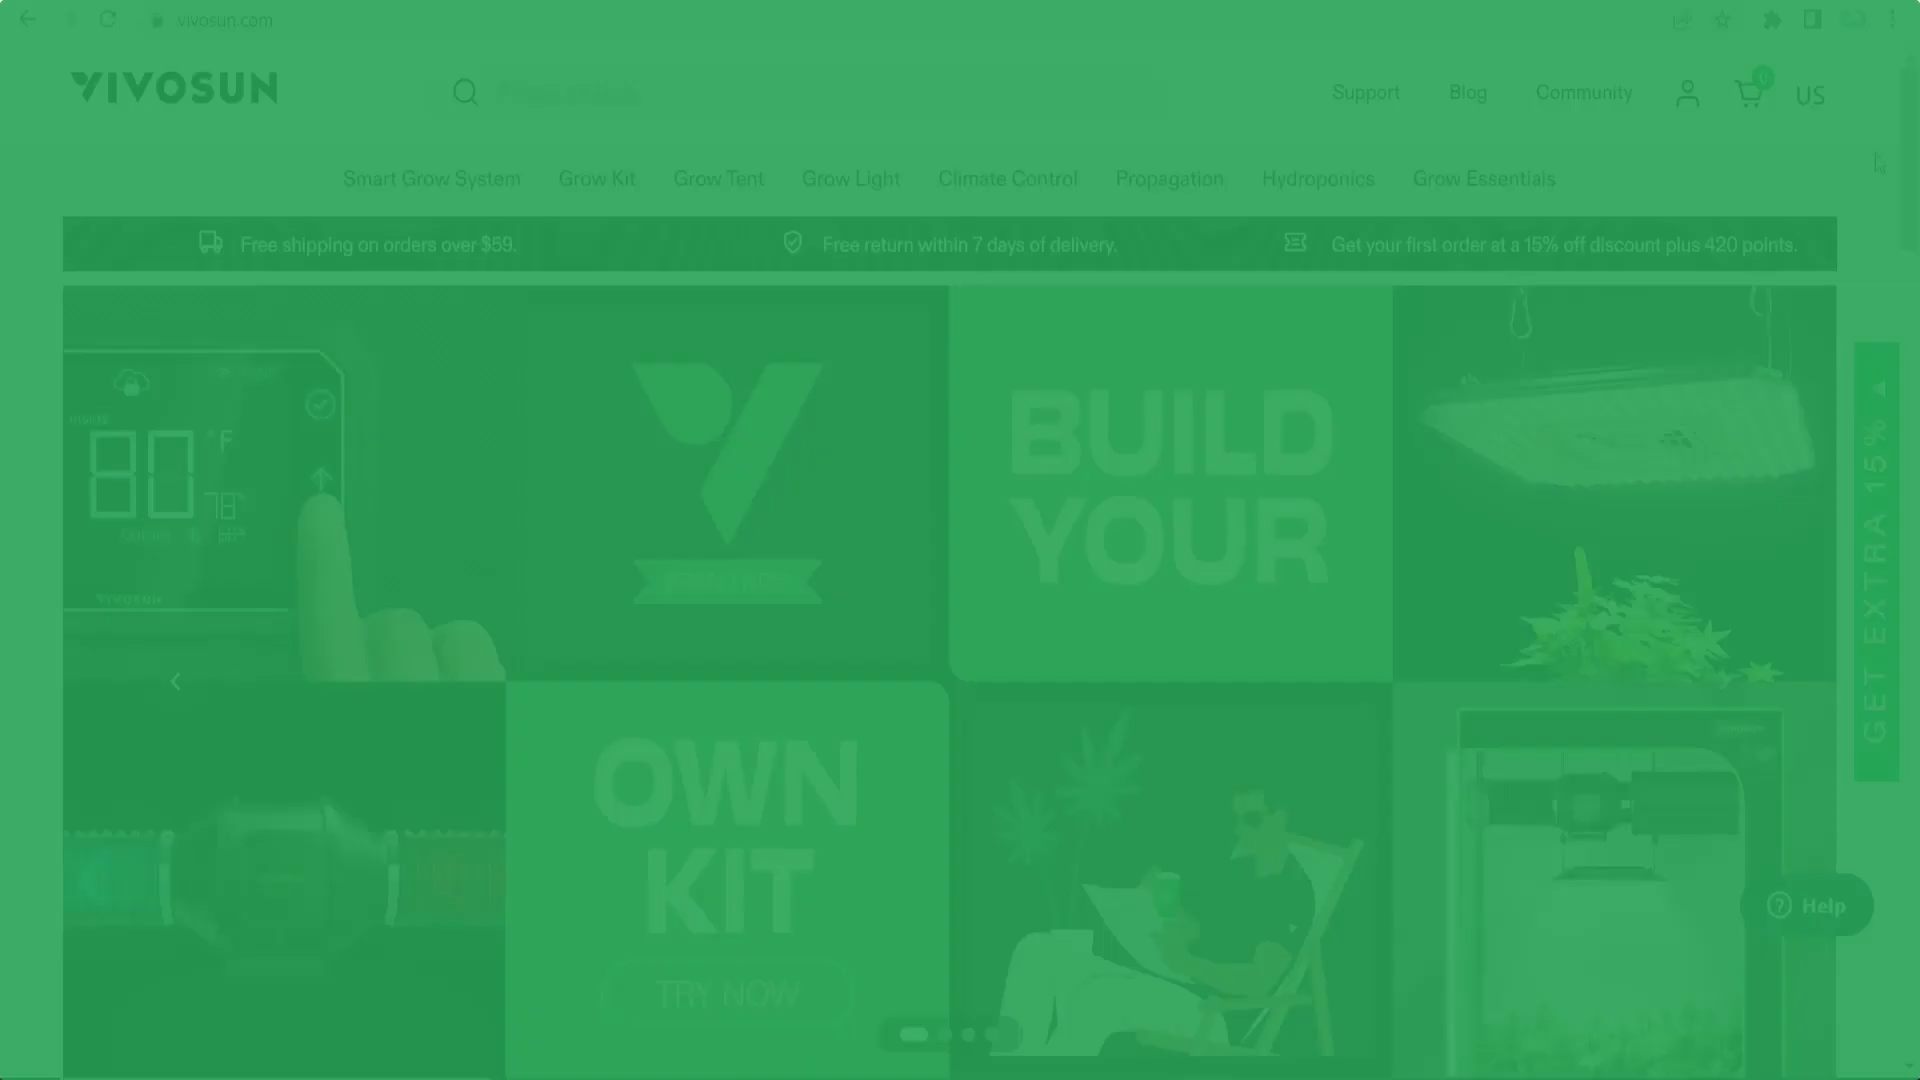 vivosun.com
VIVOSUN
Support Blog Community 0 US
Smart Grow System Grow Kit Grow Tent Grow Light Climate Control Propagation Hydroponics Grow Essentials
Free shipping on orders over $59. Free return within 7 days of delivery. Get your first order at a 15% off discount plus 420 points.
80 °F
VIVOSUN
BUILD
YOUR
OWN
KIT
TRY NOW
GET EXTRA 15% ▲
Help